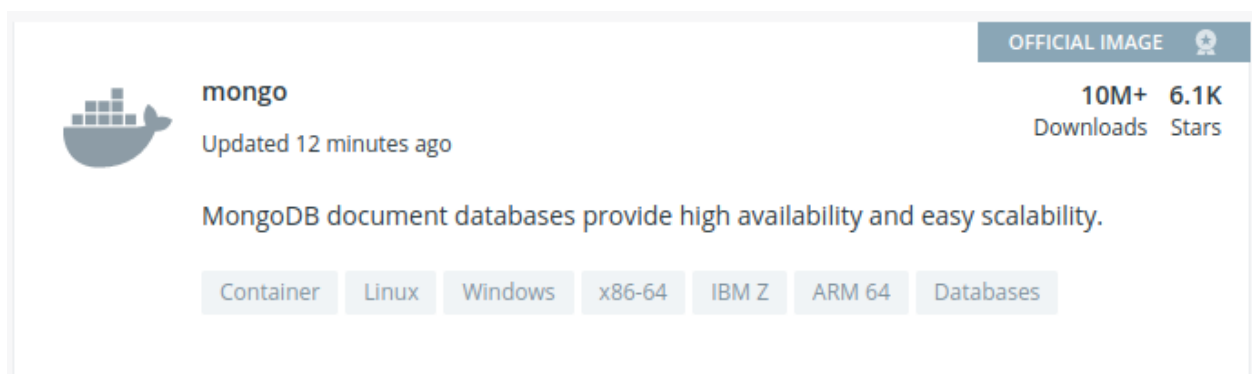 OFFICIAL IMAGE
mongo
10M+ 6.1K
Downloads Stars
Updated 12 minutes ago
MongoDB document databases provide high availability and easy scalability.
Container Linux Windows x86-64 IBM Z ARM 64 Databases